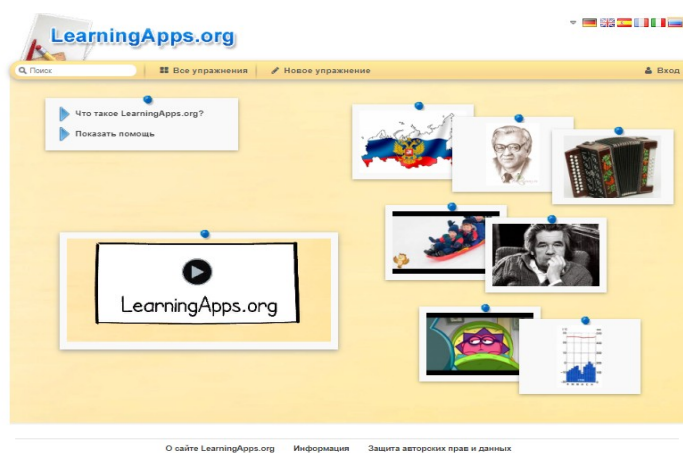 LearningApps.org
Поиск
Все упражнения
Новое упражнение
Вход
Что такое LearningApps.org?
Показать помощь
LearningApps.org
О сайте LearningApps.org Информация Защита авторских прав и данных